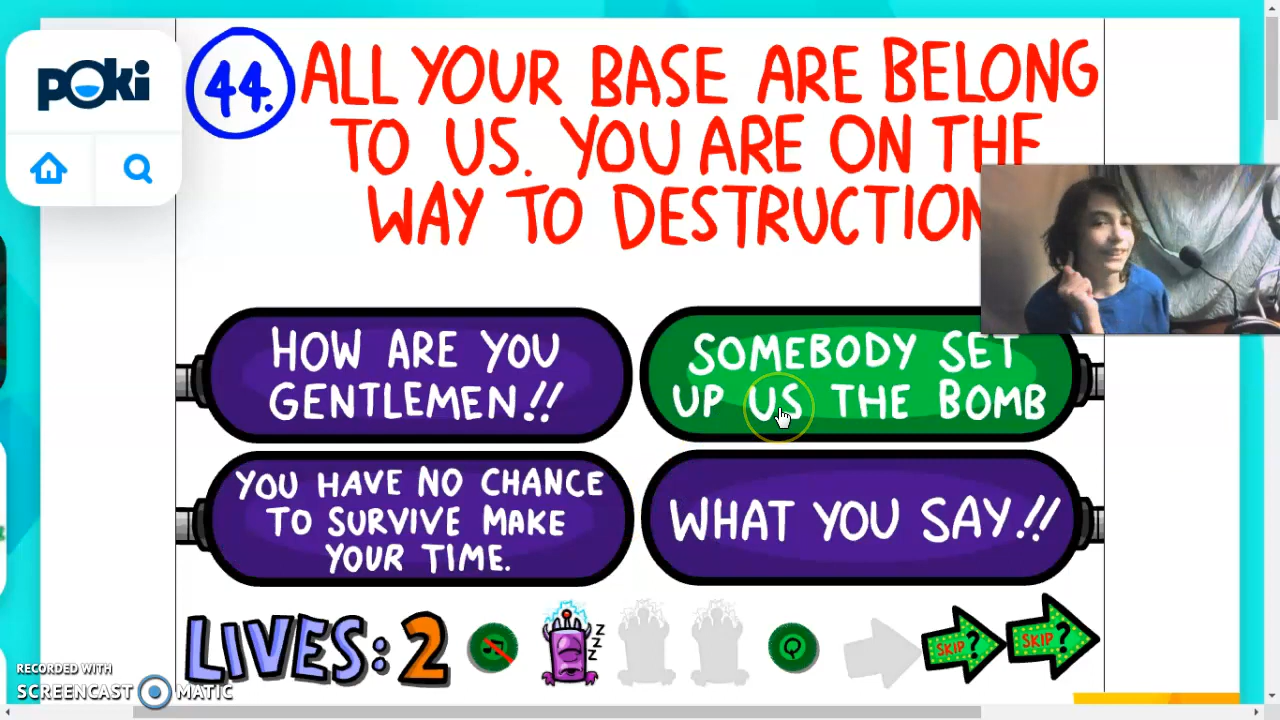 poki
44.
ALL YOUR BASE ARE BELONG
TO US. YOU ARE ON THE
WAY TO DESTRUCTION
HOW ARE YOU
GENTLEMEN!!
SOMEBODY SET
UP US THE BOMB
YOU HAVE NO CHANCE
TO SURVIVE MAKE
YOUR TIME.
WHAT YOU SAY!!
LIVES: 2
Z
Z
Z
SKIP?
SKIP?
RECORDED WITH
SCREENCAST MATIC